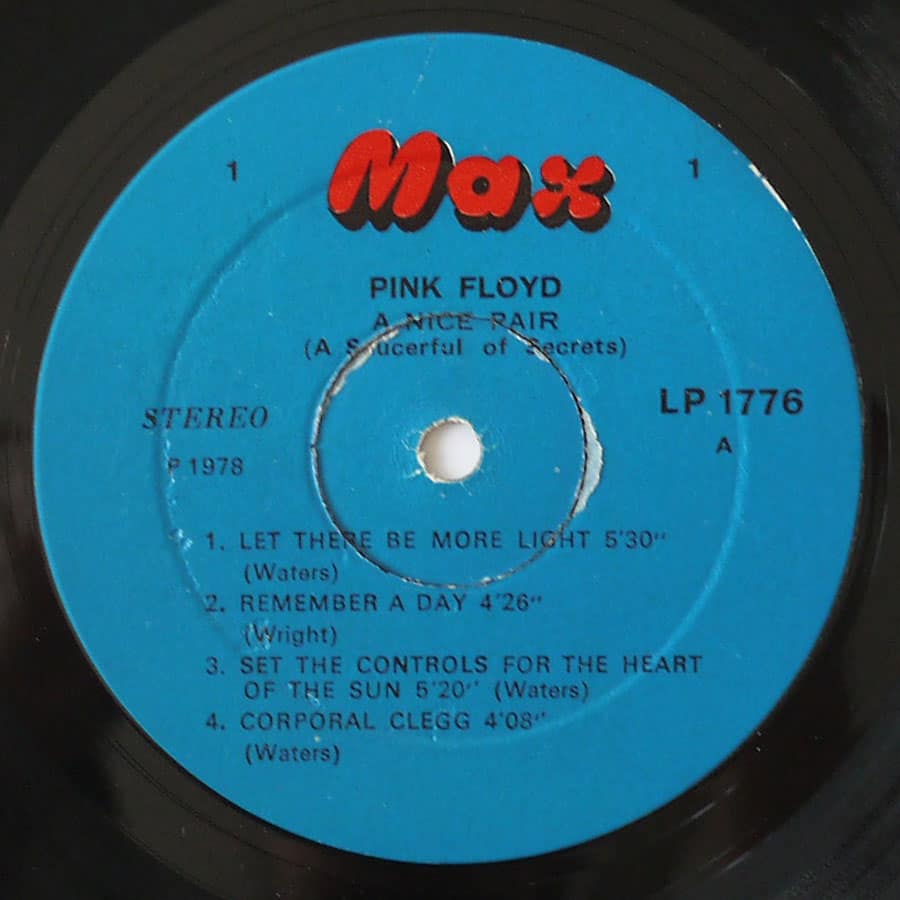 1 Max 1
PINK FLOYD
A NICE PAIR
(A Saucerful of Secrets)
STEREO
LP 1776
A
P 1978
1. LET THERE BE MORE LIGHT 5'30"
(Waters)
2. REMEMBER A DAY 4'26"
(Wright)
3. SET THE CONTROLS FOR THE HEART
OF THE SUN 5'20" (Waters)
4. CORPORAL CLEGG 4'08"
(Waters)